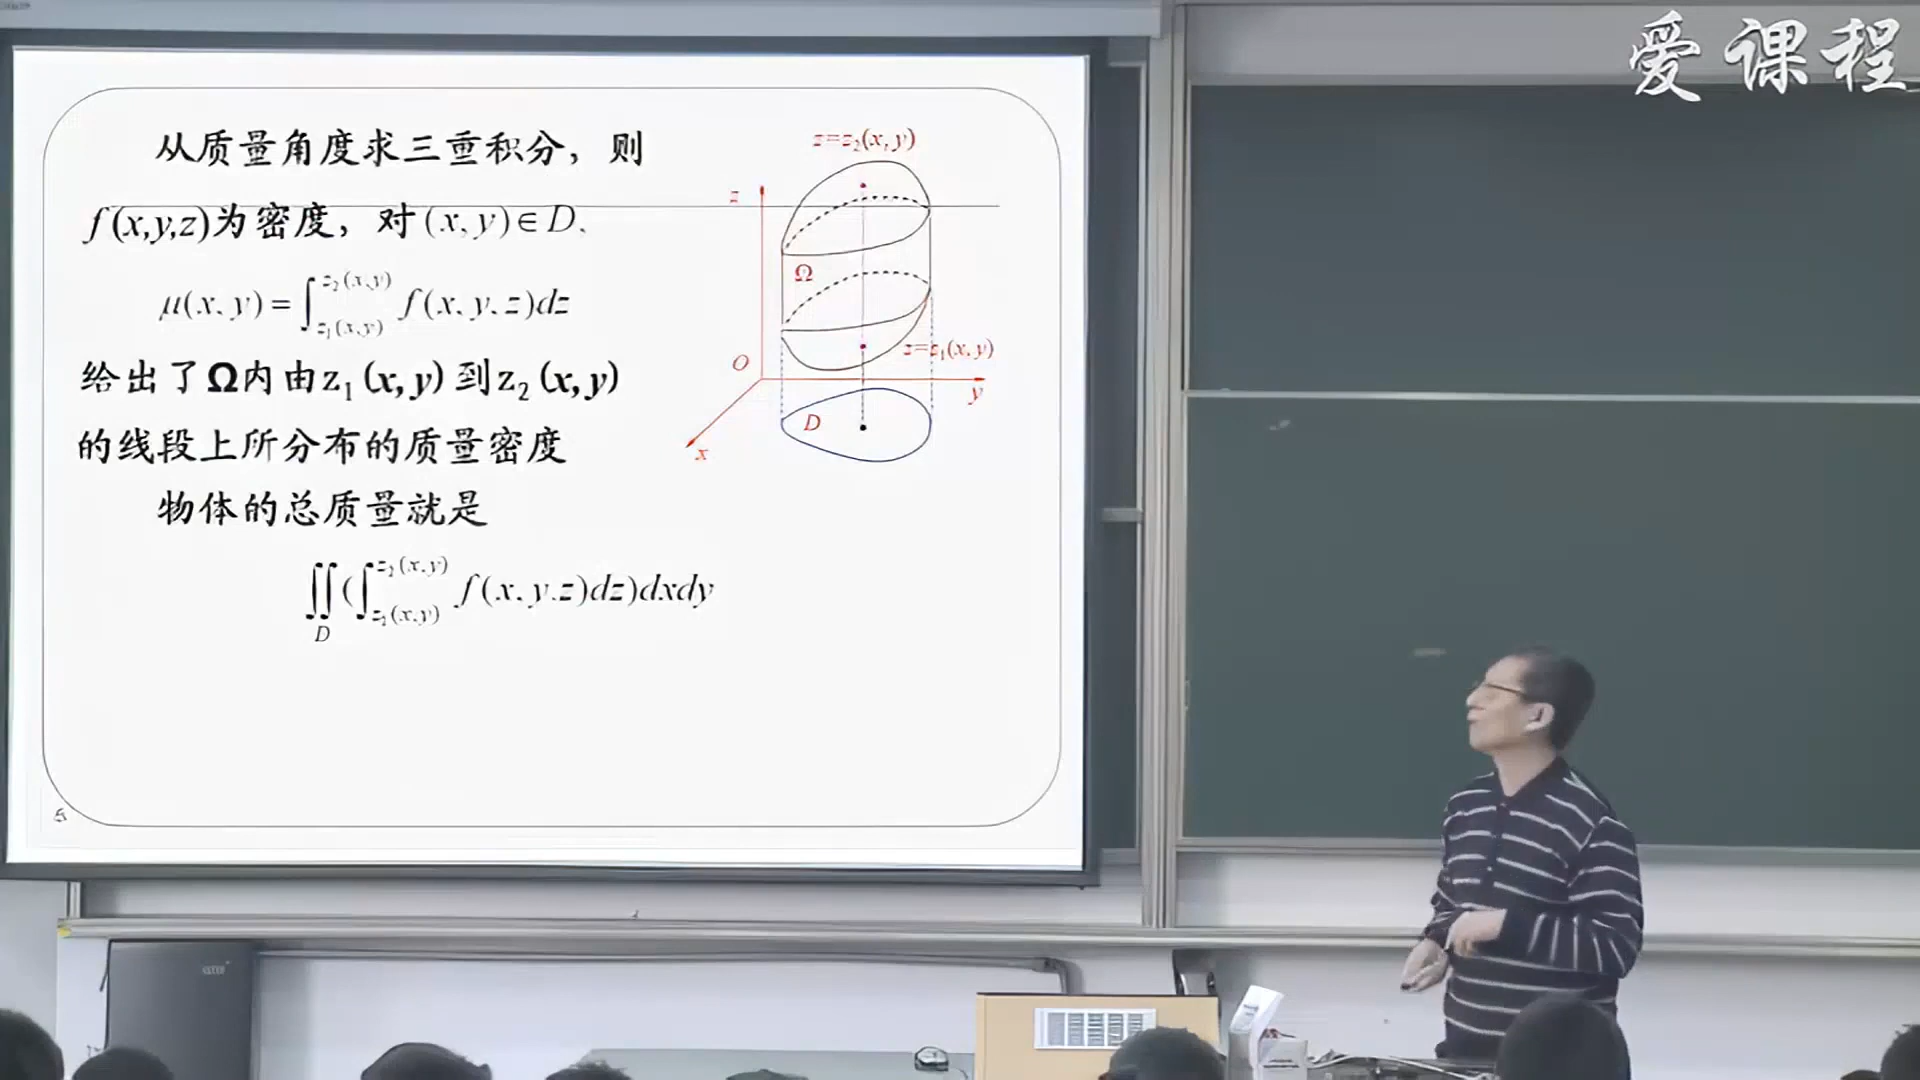 爱课程
从质量角度求三重积分，则
f(x,y,z)为密度，对(x,y)∈D,
μ(x,y)=∫_{z₁(x,y)}^{z₂(x,y)} f(x,y,z)dz
给出了Ω内由z₁(x,y)到z₂(x,y)
的线段上所分布的质量密度
物体的总质量就是
∬_D(∫_{z₁(x,y)}^{z₂(x,y)} f(x,y,z)dz)dxdy
z=z₂(x,y)
z
Ω
z=z₁(x,y)
O
y
D
x
5